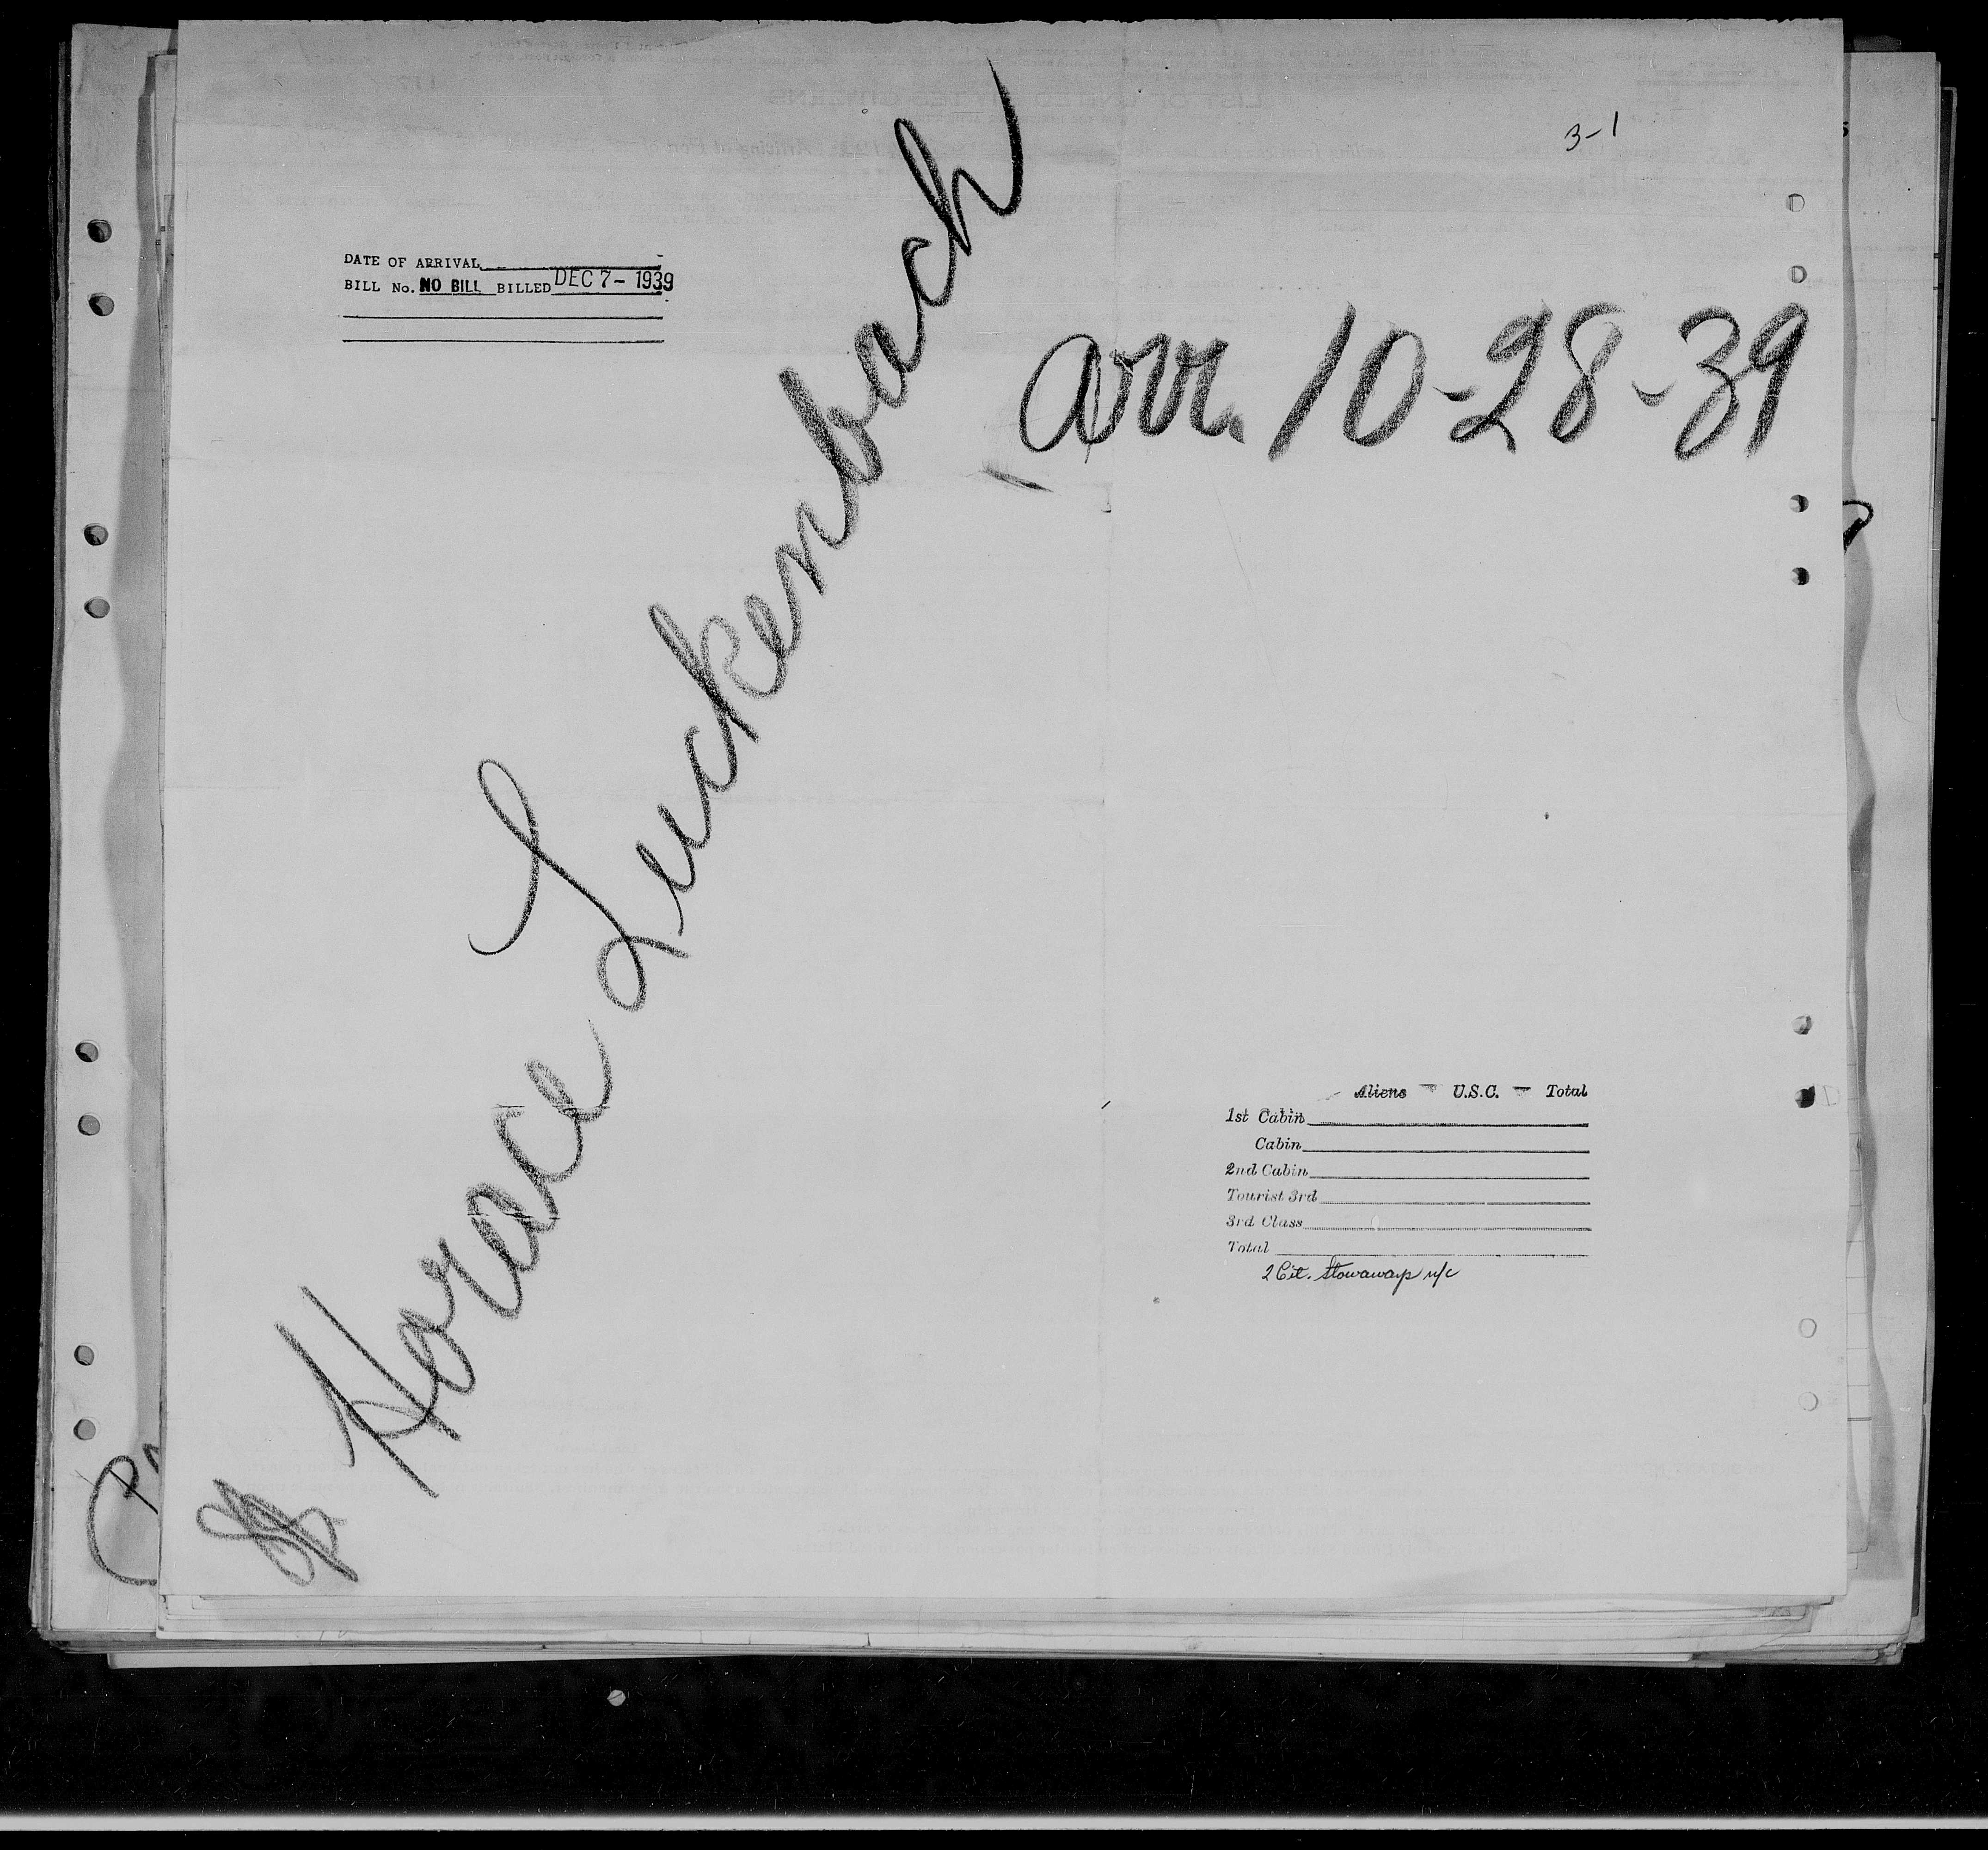 3-1
DATE OF ARRIVAL
BILL No. NO BILL BILLED DEC 7- 1939
arr. 10-28-39
SS Horace Luckenbach
Aliens - U.S.C. - Total
1st Cabin
Cabin
2nd Cabin
Tourist 3rd
3rd Class
Total
2 Cit. Stowaways n/c